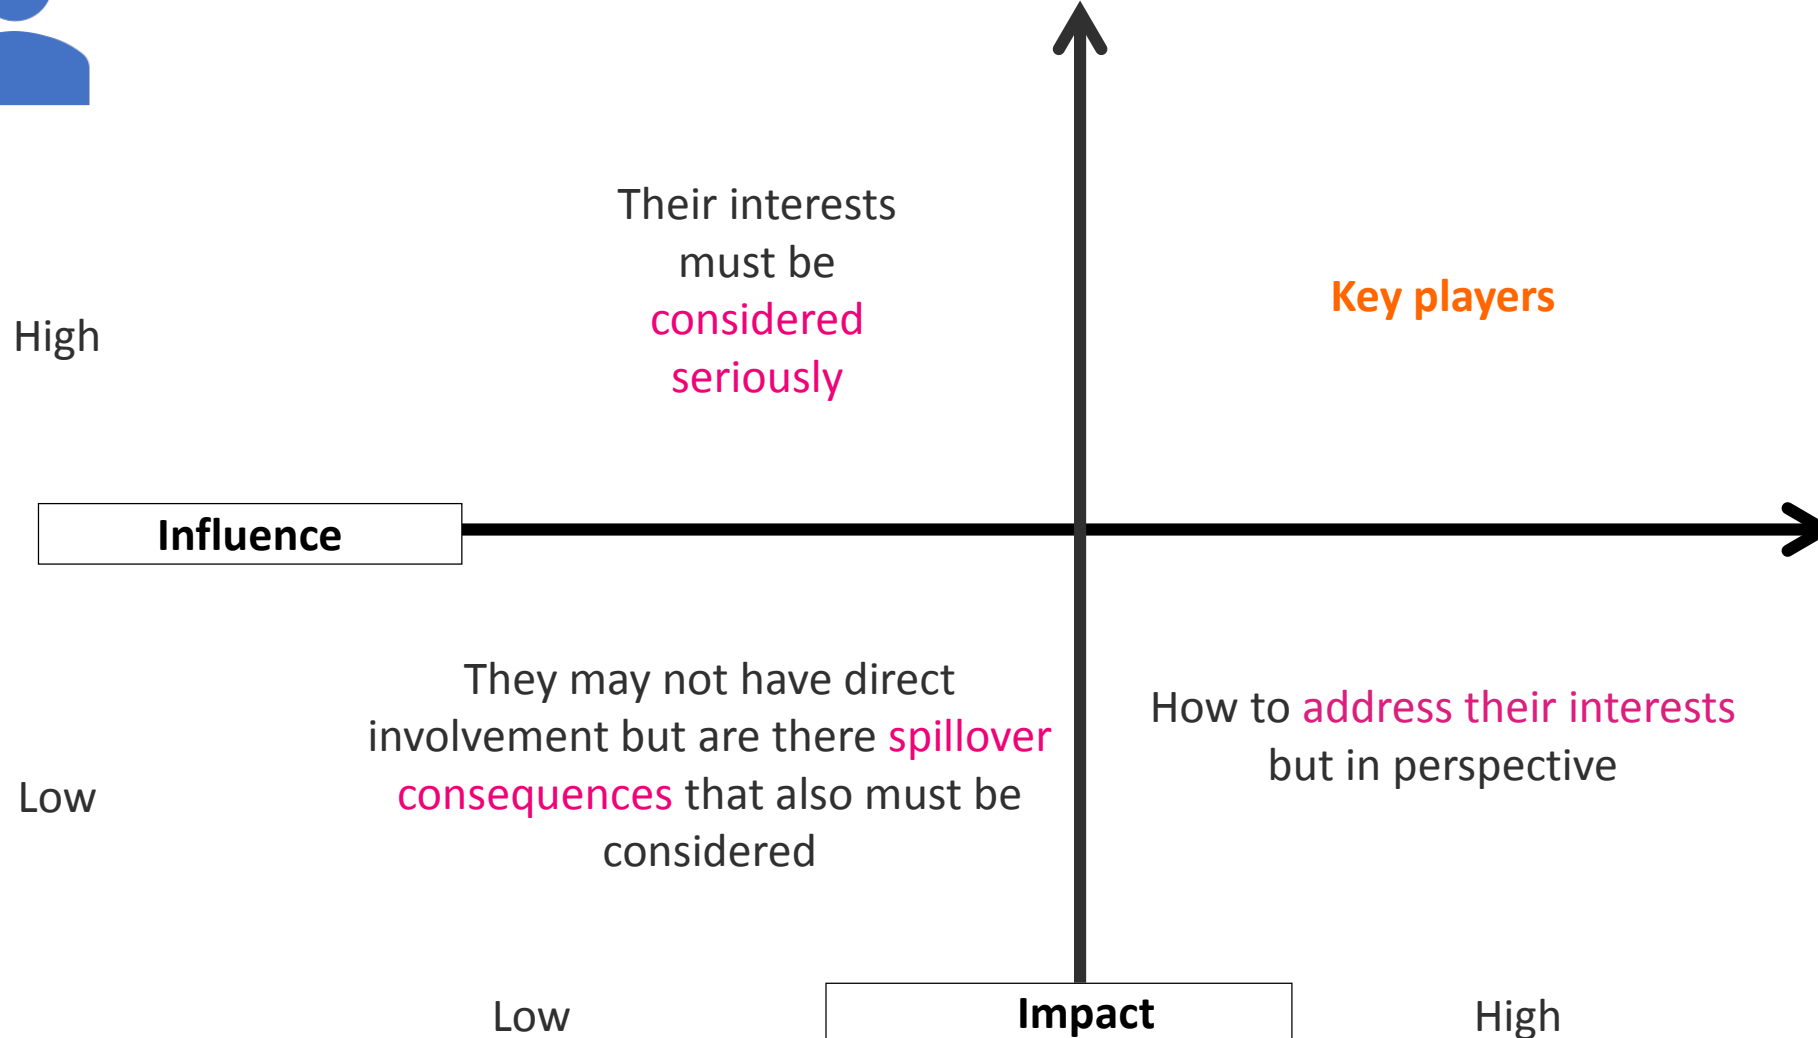 Their interests
must be
considered
seriously
Key players
High
Influence
They may not have direct
involvement but are there spillover
consequences that also must be
considered
How to address their interests
but in perspective
Low
Low
Impact
High